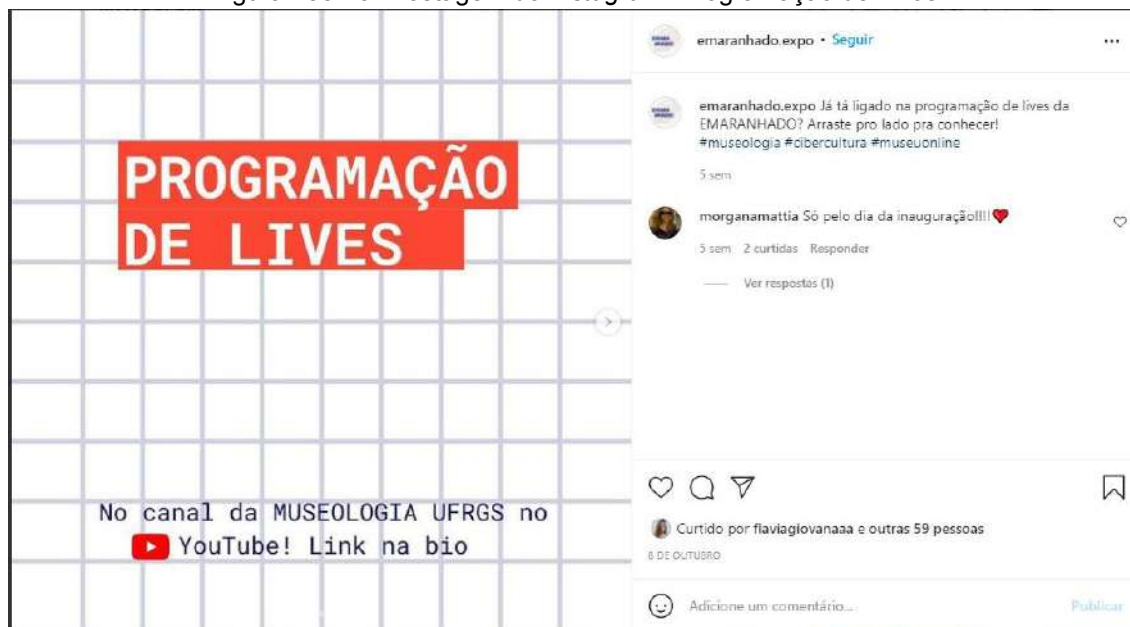 emaranhado.expo • Seguir
PROGRAMAÇÃO
DE LIVES
No canal da MUSEOLOGIA UFRGS no
YouTube! Link na bio
emaranhado.expo Já tá ligado na programação de lives da
EMARANHADO? Arraste pro lado pra conhecer!
#museologia #cibercultura #museuonline
5 sem
morganamattia Só pelo dia da inauguração!!!!❤
5 sem 2 curtidas Responder
Ver respostas (1)
Curtido por flaviagiovanaaa e outras 59 pessoas
6 DE OUTUBRO
Adicione um comentário...
Publicar